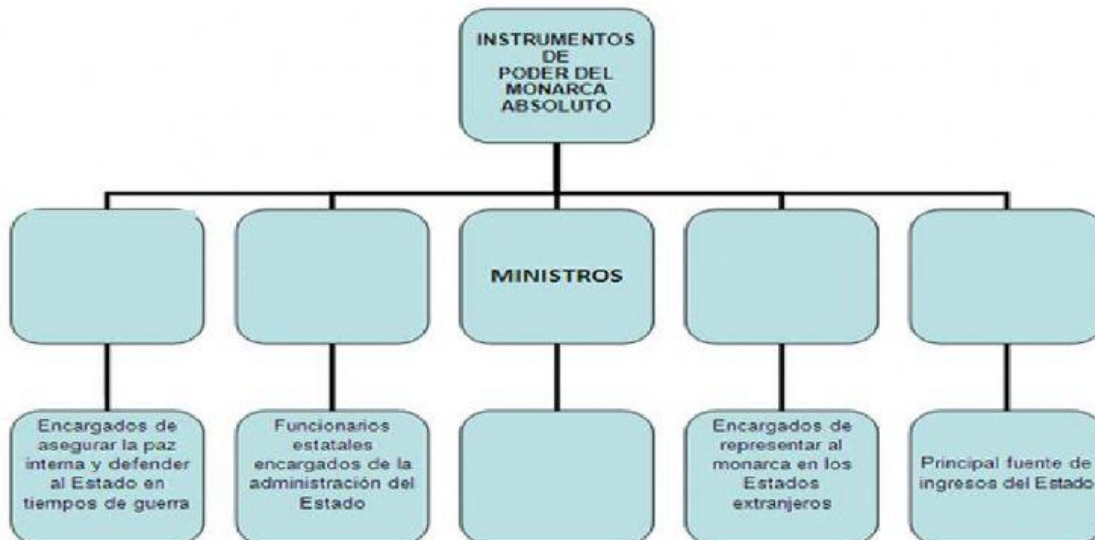 INSTRUMENTOS
DE
PODER DEL
MONARCA
ABSOLUTO
MINISTROS
Encargados de
asegurar la paz
interna y defender
al Estado en
tiempos de guerra
Funcionarios
estatales
encargados de la
administración del
Estado
Encargados de
representar al
monarca en los
Estados
extranjeros
Principal fuente de
ingresos del Estado